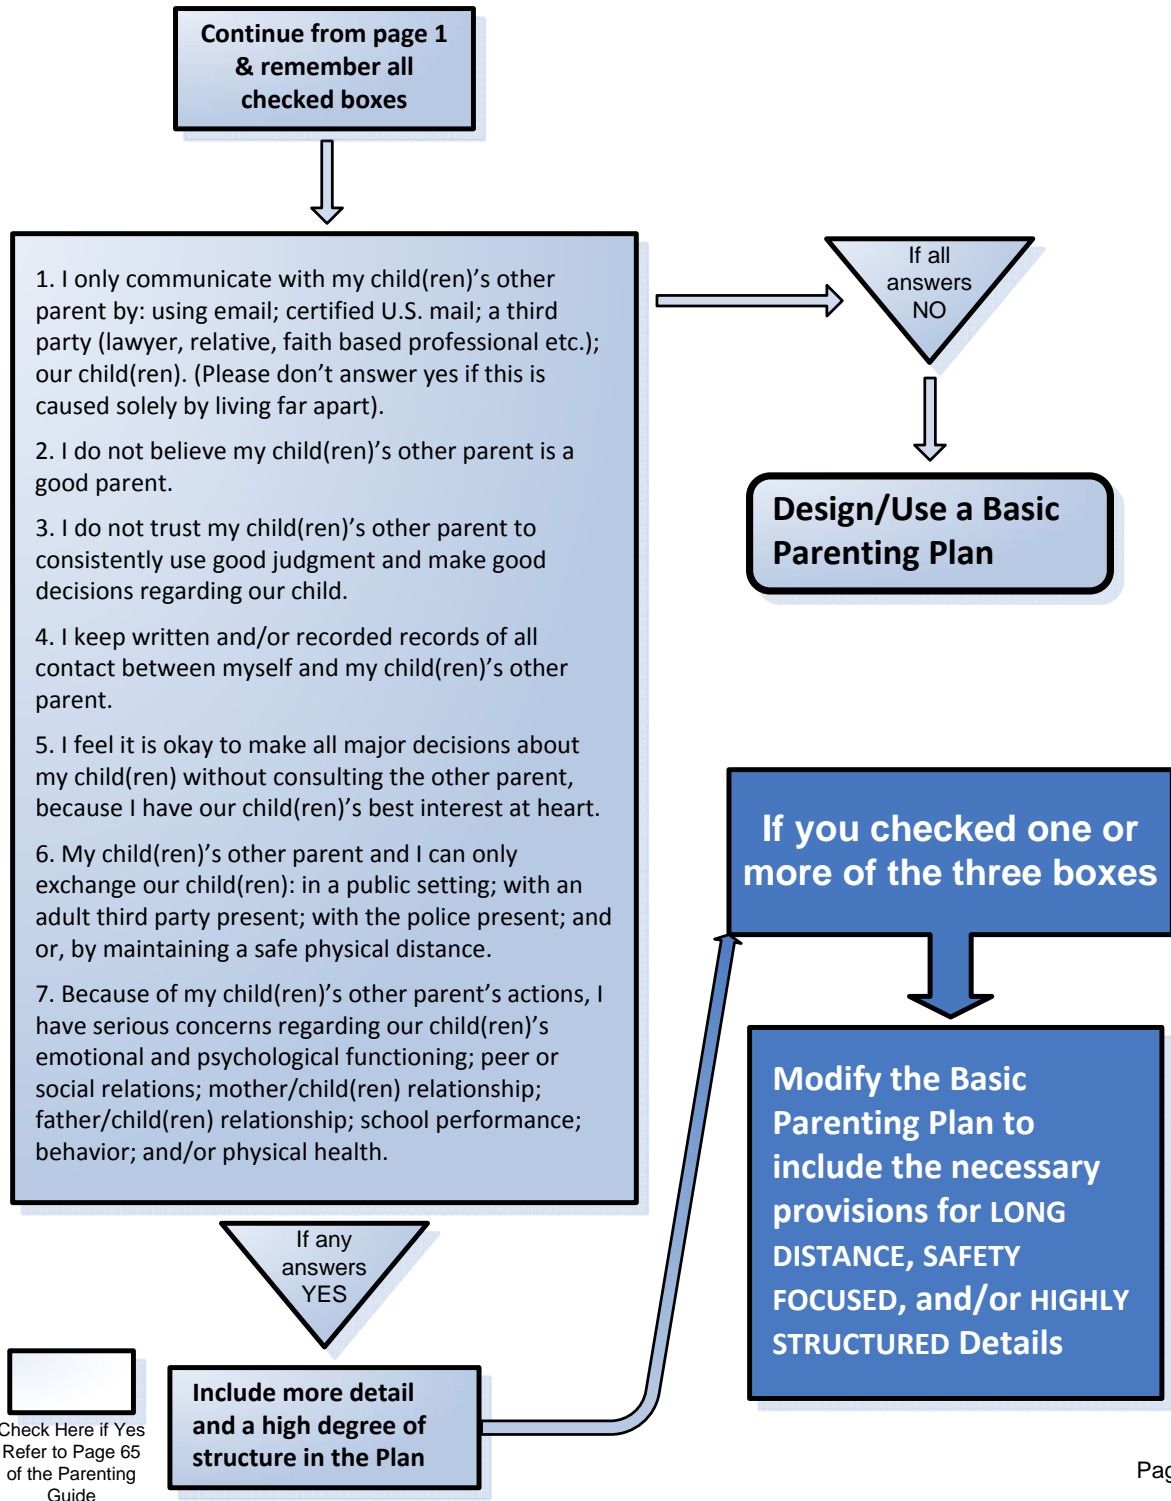 Continue from page 1
& remember all
checked boxes
1. I only communicate with my child(ren)’s other
parent by: using email; certified U.S. mail; a third
party (lawyer, relative, faith based professional etc.);
our child(ren). (Please don’t answer yes if this is
caused solely by living far apart).
2. I do not believe my child(ren)’s other parent is a
good parent.
3. I do not trust my child(ren)’s other parent to
consistently use good judgment and make good
decisions regarding our child.
4. I keep written and/or recorded records of all
contact between myself and my child(ren)’s other
parent.
5. I feel it is okay to make all major decisions about
my child(ren) without consulting the other parent,
because I have our child(ren)’s best interest at heart.
6. My child(ren)’s other parent and I can only
exchange our child(ren): in a public setting; with an
adult third party present; with the police present; and
or, by maintaining a safe physical distance.
7. Because of my child(ren)’s other parent’s actions, I
have serious concerns regarding our child(ren)’s
emotional and psychological functioning; peer or
social relations; mother/child(ren) relationship;
father/child(ren) relationship; school performance;
behavior; and/or physical health.
If all
answers
NO
Design/Use a Basic
Parenting Plan
If any
answers
YES
Check Here if Yes
Refer to Page 65
of the Parenting
Guide
Include more detail
and a high degree of
structure in the Plan
If you checked one or
more of the three boxes
Modify the Basic
Parenting Plan to
include the necessary
provisions for LONG
DISTANCE, SAFETY
FOCUSED, and/or HIGHLY
STRUCTURED Details
Pag